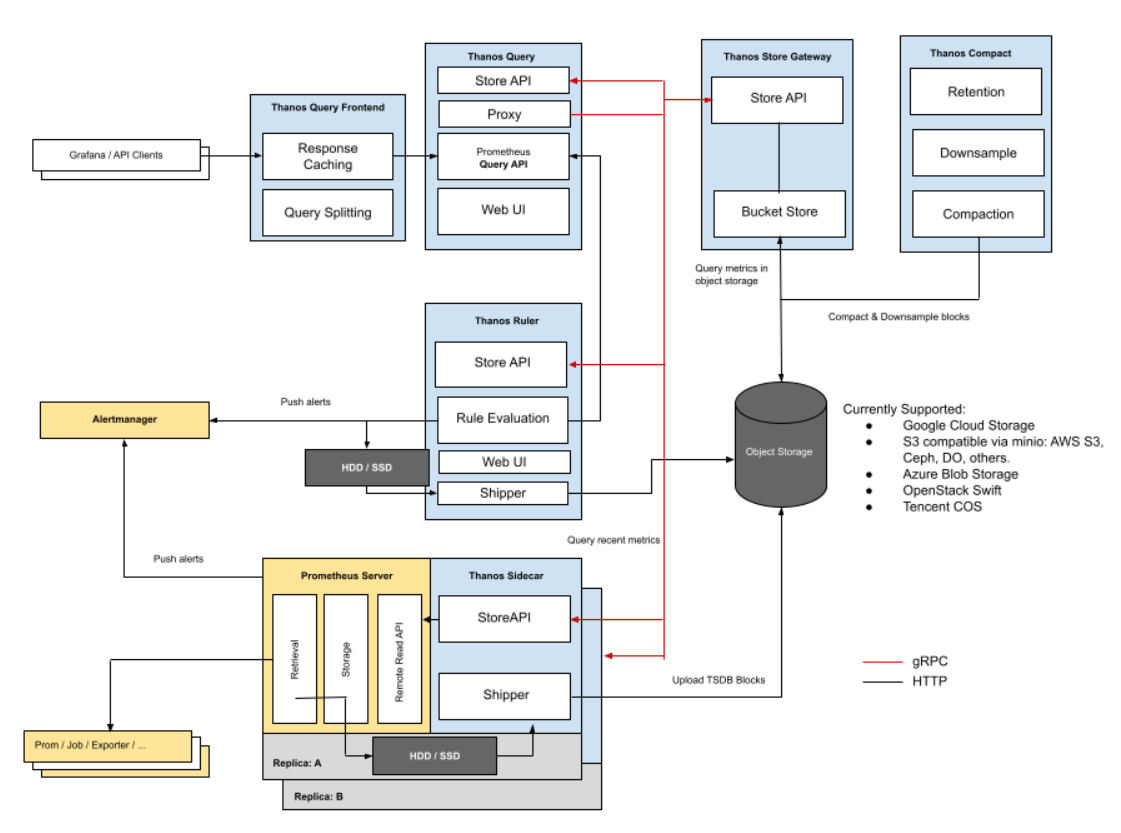 Thanos Query
Store API
Proxy
Prometheus
Query API
Web UI
Thanos Query Frontend
Response
Caching
Query Splitting
Grafana / API Clients
Thanos Store Gateway
Store API
Bucket Store
Thanos Compact
Retention
Downsample
Compaction
Query metrics in
object storage
Compact & Downsample blocks
Thanos Ruler
Store API
Rule Evaluation
Web UI
Shipper
Push alerts
Alertmanager
HDD / SSD
Object Storage
Currently Supported:
● Google Cloud Storage
● S3 compatible via minio: AWS S3,
Ceph, DO, others.
● Azure Blob Storage
● OpenStack Swift
● Tencent COS
Query recent metrics
Push alerts
Prometheus Server
Retrieval
Storage
Remote Read API
Thanos Sidecar
StoreAPI
Shipper
Upload TSDB Blocks
gRPC
HTTP
Prom / Job / Exporter / ...
HDD / SSD
Replica: A
Replica: B